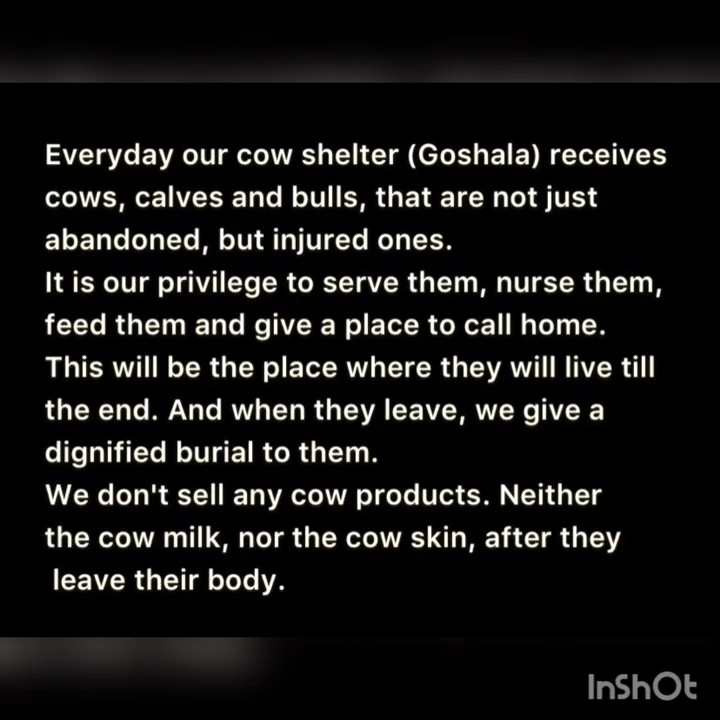 Everyday our cow shelter (Goshala) receives
cows, calves and bulls, that are not just
abandoned, but injured ones.
It is our privilege to serve them, nurse them,
feed them and give a place to call home.
This will be the place where they will live till
the end. And when they leave, we give a
dignified burial to them.
We don't sell any cow products. Neither
the cow milk, nor the cow skin, after they
leave their body.
InShOt